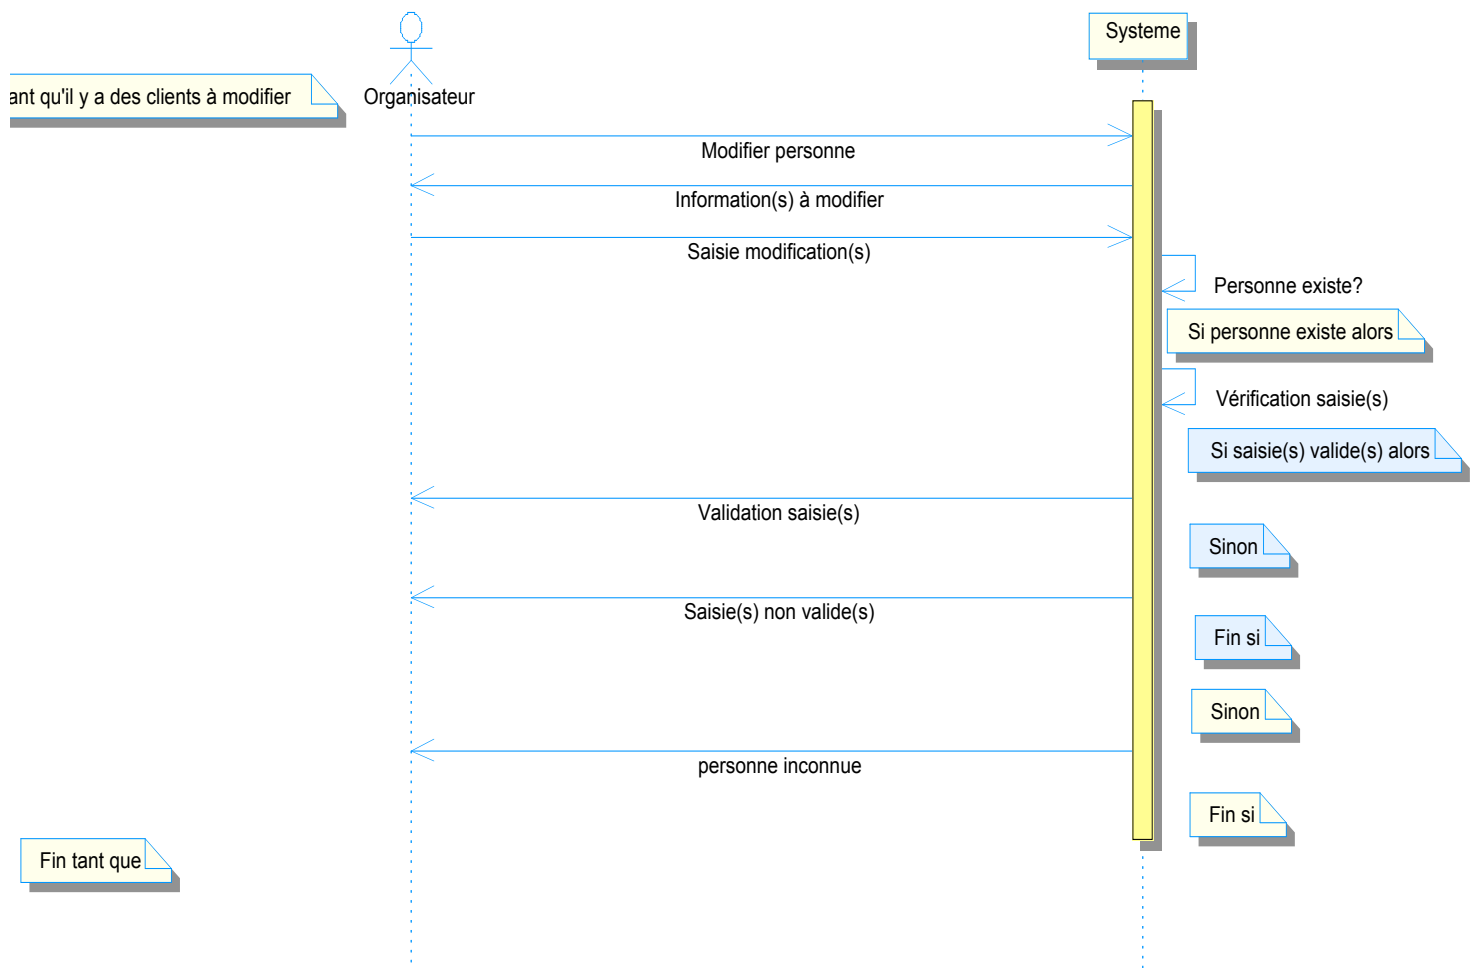 Systeme
ant qu'il y a des clients à modifier
Organisateur
Modifier personne
Information(s) à modifier
Saisie modification(s)
Personne existe?
Si personne existe alors
Vérification saisie(s)
Si saisie(s) valide(s) alors
Validation saisie(s)
Sinon
Saisie(s) non valide(s)
Fin si
Sinon
personne inconnue
Fin si
Fin tant que